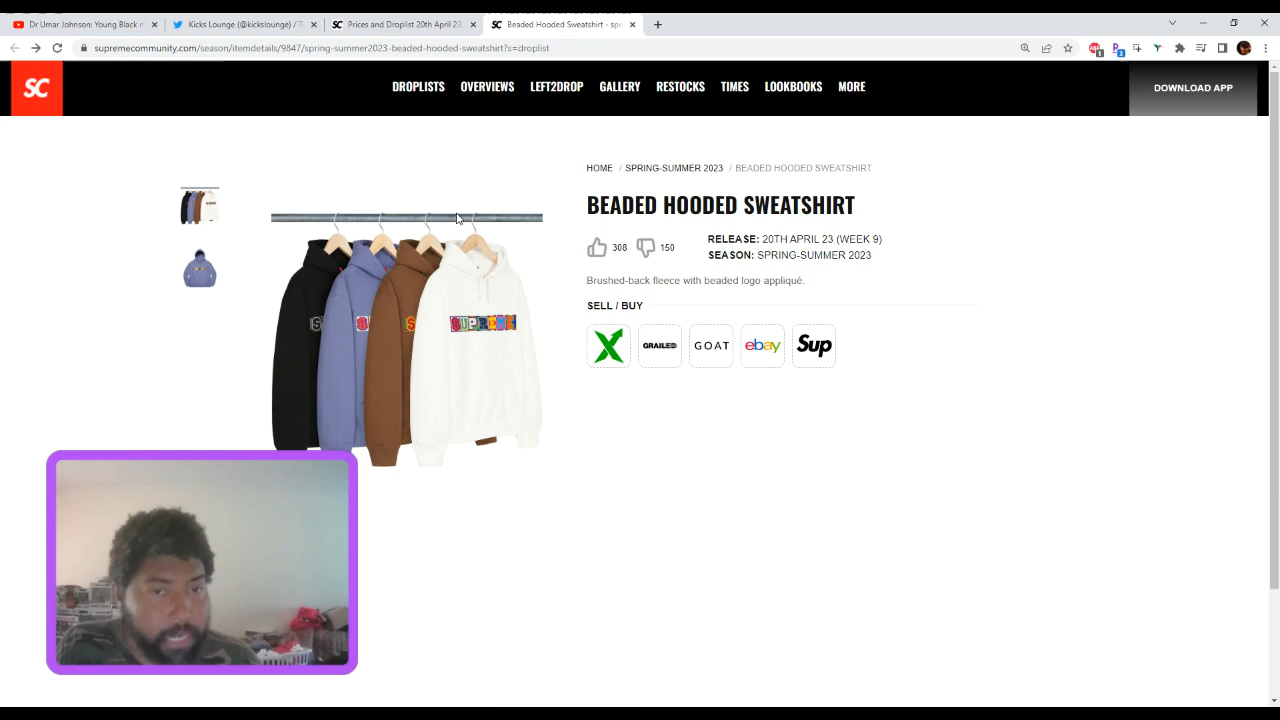 Dr Umar Johnson: Young Black m
Kicks Lounge (@kickslounge) / Tw
SC Prices and Droplist 20th April 23
SC Beaded Hooded Sweatshirt - spr
supremecommunity.com/season/itemdetails/9847/spring-summer2023-beaded-hooded-sweatshirt?s=droplist
SC
DROPLISTS OVERVIEWS LEFT2DROP GALLERY RESTOCKS TIMES LOOKBOOKS MORE
DOWNLOAD APP
HOME / SPRING-SUMMER 2023 / BEADED HOODED SWEATSHIRT
BEADED HOODED SWEATSHIRT
308 150
RELEASE: 20TH APRIL 23 (WEEK 9)
SEASON: SPRING-SUMMER 2023
Brushed-back fleece with beaded logo appliqué.
SELL / BUY
X GRAILED GOAT ebay Sup
SUPREME